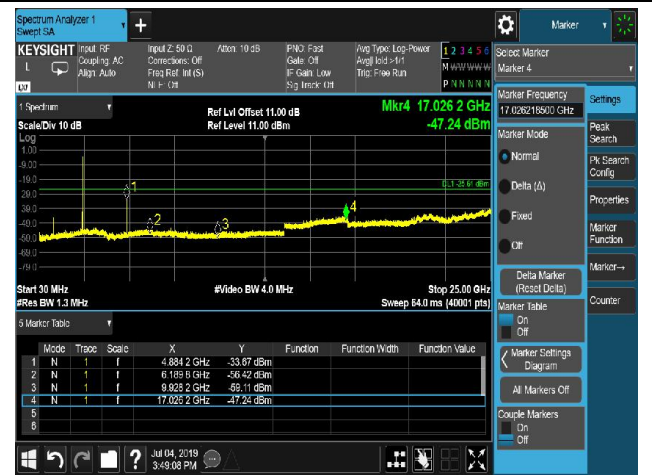 Spectrum Analyzer 1
Swept SA
+
Marker
KEYSIGHT
Input: RF
Coupling: AC
Align: Auto
Input Z: 50 Ω
Corrections: Off
Freq Ref: Int (S)
NFE: Off
Atten: 10 dB
PNO: Fast
Gate: Off
IF Gain: Low
Sig Track: Off
Avg Type: Log-Power
Avg|Hold >1/1
Trig: Free Run
1 2 3 4 5 6
M W W W W W
P N N N N N
L
Select Marker
Marker 4
1 Spectrum
Scale/Div 10 dB
Log
Ref Lvl Offset 11.00 dB
Ref Level 11.00 dBm
Mkr4 17.026 2 GHz
-47.24 dBm
1.00
-9.00
-19.0
-29.0
-39.0
-49.0
-59.0
-69.0
-79.0
DL1 -25.61 dBm
1
2
3
4
Start 30 MHz
#Res BW 1.3 MHz
#Video BW 4.0 MHz
Stop 25.00 GHz
Sweep 64.0 ms (40001 pts)
5 Marker Table
Mode Trace Scale X Y Function Function Width Function Value
1 N 1 f 4.884 2 GHz -33.67 dBm
2 N 1 f 6.189 8 GHz -56.42 dBm
3 N 1 f 9.928 2 GHz -59.11 dBm
4 N 1 f 17.026 2 GHz -47.24 dBm
5
6
Marker Frequency
17.026218500 GHz
Marker Mode
Normal
Delta (Δ)
Fixed
Off
Delta Marker
(Reset Delta)
Marker Table
On
Off
Marker Settings
Diagram
All Markers Off
Couple Markers
On
Off
Settings
Peak
Search
Pk Search
Config
Properties
Marker
Function
Marker→
Counter
?
Jul 04, 2019
3:49:08 PM